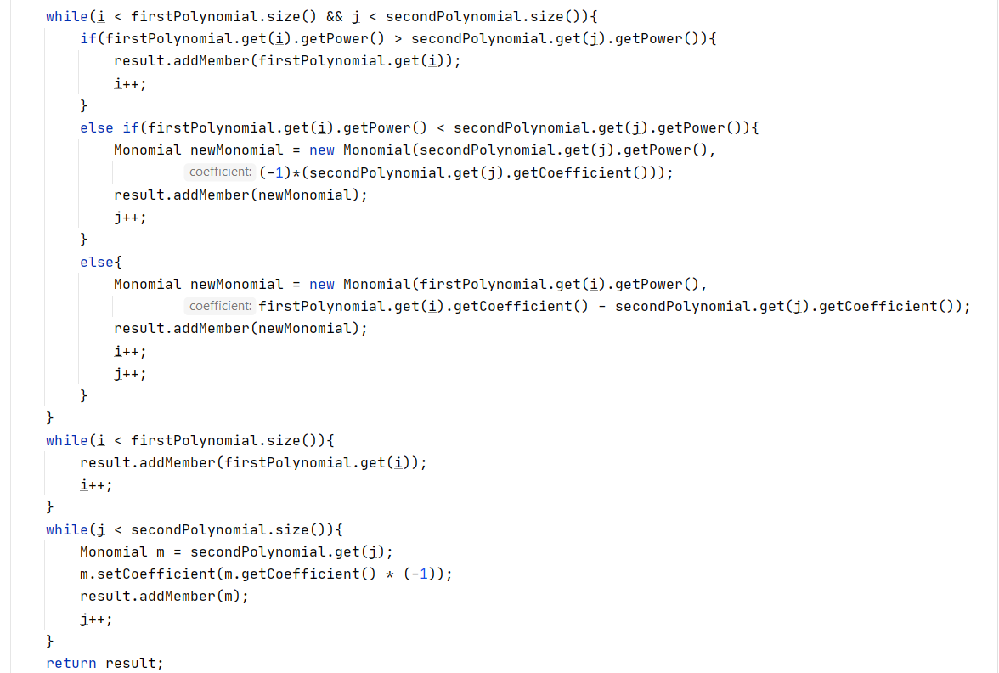 while(i < firstPolynomial.size() && j < secondPolynomial.size()){
    if(firstPolynomial.get(i).getPower() > secondPolynomial.get(j).getPower()){
        result.addMember(firstPolynomial.get(i));
        i++;
    }
    else if(firstPolynomial.get(i).getPower() < secondPolynomial.get(j).getPower()){
        Monomial newMonomial = new Monomial(secondPolynomial.get(j).getPower(),
                coefficient: (-1)*(secondPolynomial.get(j).getCoefficient()));
        result.addMember(newMonomial);
        j++;
    }
    else{
        Monomial newMonomial = new Monomial(firstPolynomial.get(i).getPower(),
                coefficient: firstPolynomial.get(i).getCoefficient() - secondPolynomial.get(j).getCoefficient());
        result.addMember(newMonomial);
        i++;
        j++;
    }
}
while(i < firstPolynomial.size()){
    result.addMember(firstPolynomial.get(i));
    i++;
}
while(j < secondPolynomial.size()){
    Monomial m = secondPolynomial.get(j);
    m.setCoefficient(m.getCoefficient() * (-1));
    result.addMember(m);
    j++;
}
return result;